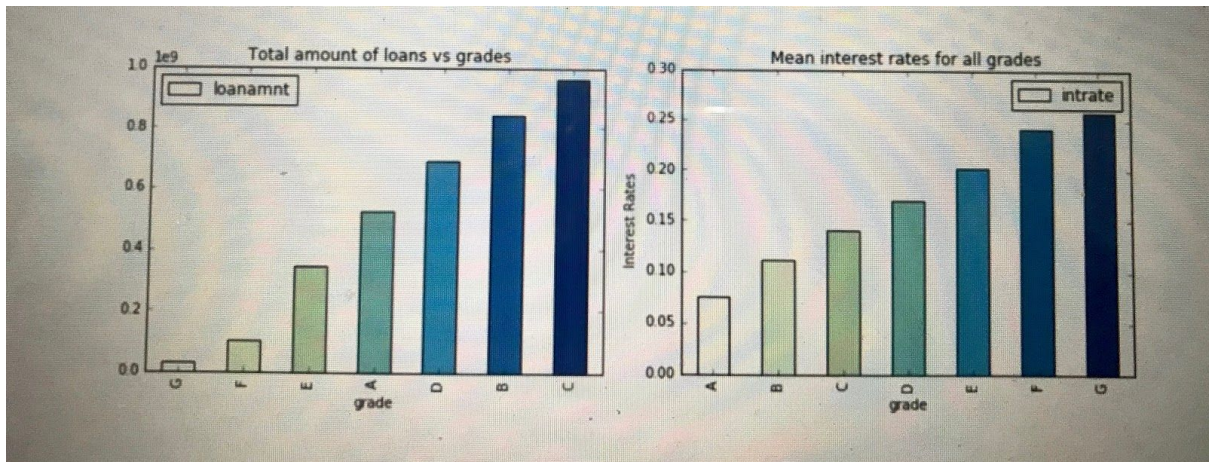 1e9
Total amount of loans vs grades
loanamnt
1.0
0.8
0.6
0.4
0.2
0.0
G F E A D B C
grade
Mean interest rates for all grades
intrate
Interest Rates
0.30
0.25
0.20
0.15
0.10
0.05
0.00
A B C D E F G
grade